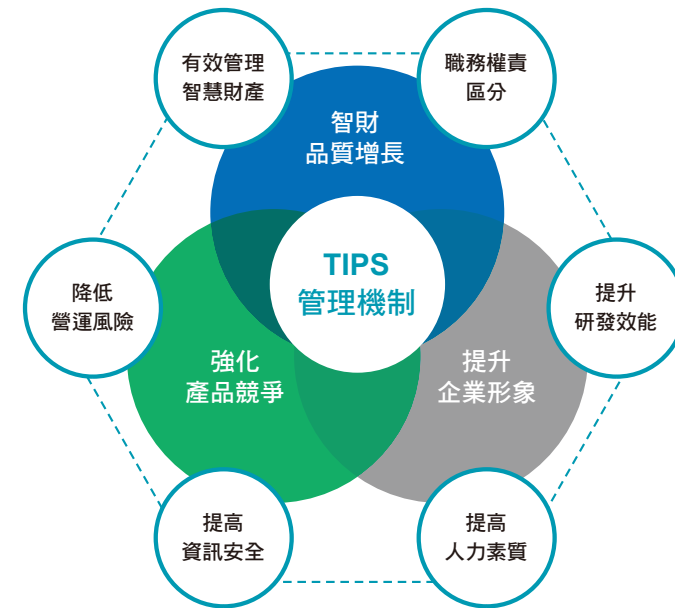 有效管理
智慧財產
職務權責
區分
智財
品質增長
TIPS
管理機制
降低
營運風險
提升
研發效能
強化
產品競爭
提升
企業形象
提高
資訊安全
提高
人力素質